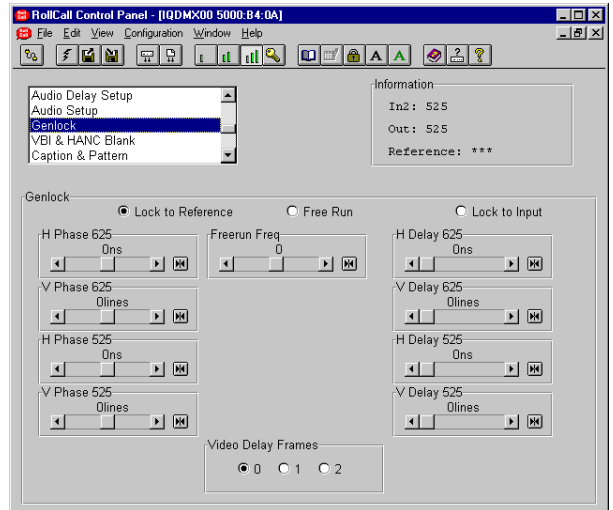 RollCall Control Panel - [IQDMX00 5000:B4:0A]
File Edit View Configuration Window Help
A A
Audio Delay Setup
Audio Setup
Genlock
VBI & HANC Blank
Caption & Pattern
Information
In2: 525
Out: 525
Reference: ***
Genlock
Lock to Reference Free Run Lock to Input
H Phase 625 Freerun Freq H Delay 625
0ns 0 0ns
V Phase 625 V Delay 625
0lines 0lines
H Phase 525 H Delay 525
0ns 0ns
V Phase 525 V Delay 525
0lines 0lines
Video Delay Frames
0 1 2